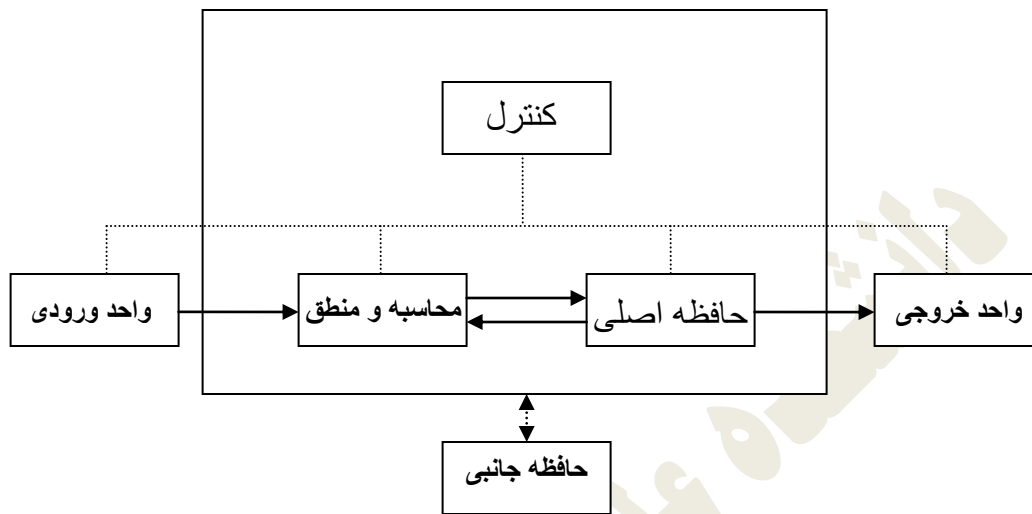 کنترل
واحد ورودی
محاسبه و منطق
حافظه اصلی
واحد خروجی
حافظه جانبی